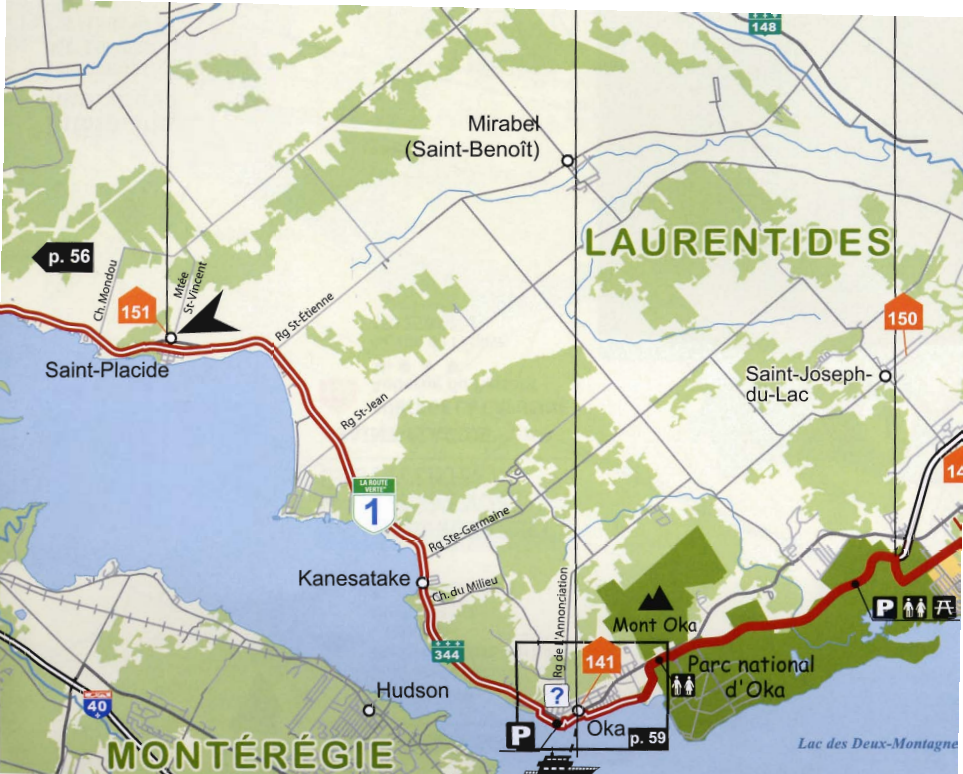 148
Mirabel
(Saint-Benoît)
LAURENTIDES
p. 56
Ch. Mondou
Mtée
St-Vincent
151
Rg St-Étienne
150
Saint-Placide
Saint-Joseph-
du-Lac
Rg St-Jean
14
LA ROUTE
VERTE
1
Rg Ste-Germaine
Kanesatake
Ch. du Milieu
Rg de L'Annonciation
P
Mont Oka
344
141
Parc national
d'Oka
Hudson
?
40
Oka
P
p. 59
MONTÉRÉGIE
Lac des Deux-Montagne